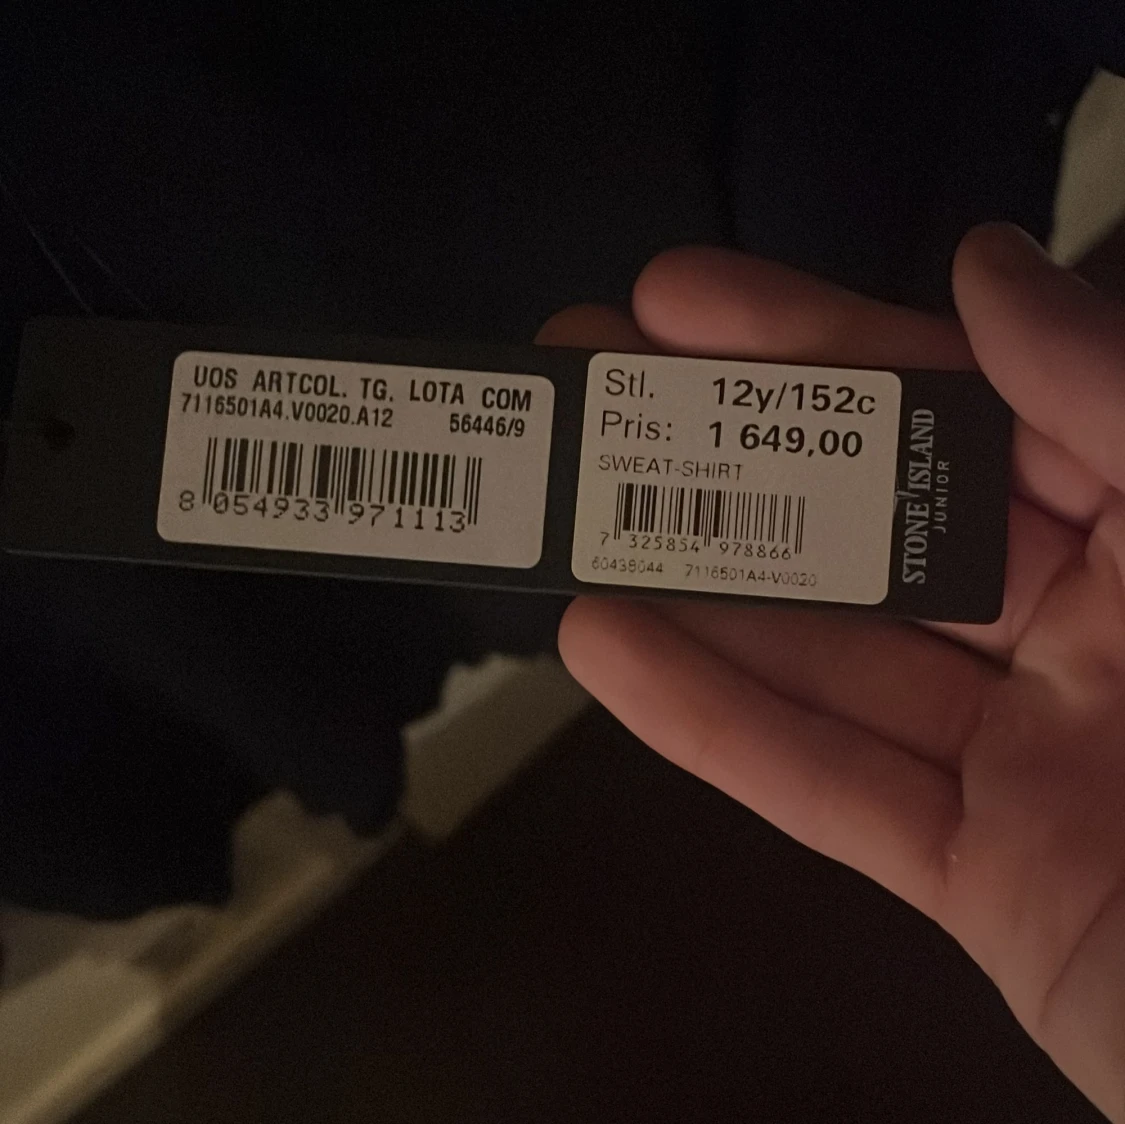 UOS ARTCOL. TG. LOTA COM
7116501A4.V0020.A12 56446/9
8 054933 971113
Stl. 12y/152c
Pris: 1 649,00
SWEAT-SHIRT
7 325854 978866
60438044 7116501A4-V0020
STONE ISLAND
JUNIOR